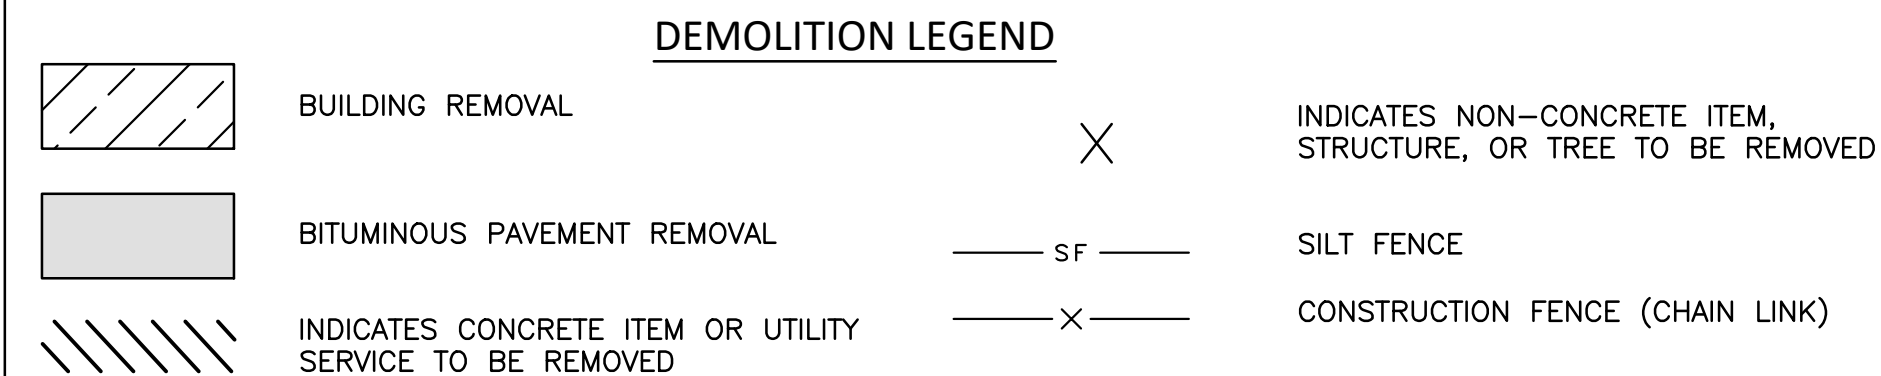 DEMOLITION LEGEND
BUILDING REMOVAL
BITUMINOUS PAVEMENT REMOVAL
INDICATES CONCRETE ITEM OR UTILITY
SERVICE TO BE REMOVED
INDICATES NON-CONCRETE ITEM,
STRUCTURE, OR TREE TO BE REMOVED
SF
SILT FENCE
CONSTRUCTION FENCE (CHAIN LINK)